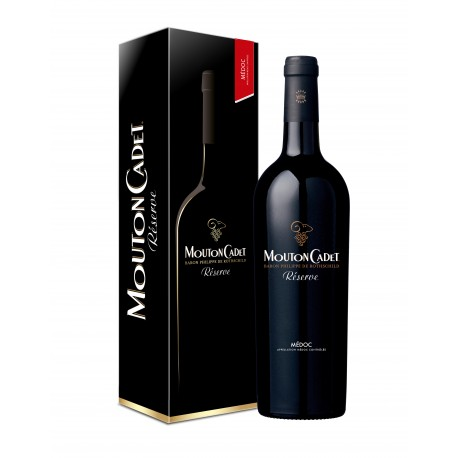 MOUTON CADET
Réserve
MÉDOC
MOUTON CADET
BARON PHILIPPE DE ROTHSCHILD
Réserve
MOUTON CADET
BARON PHILIPPE DE ROTHSCHILD
Réserve
MÉDOC